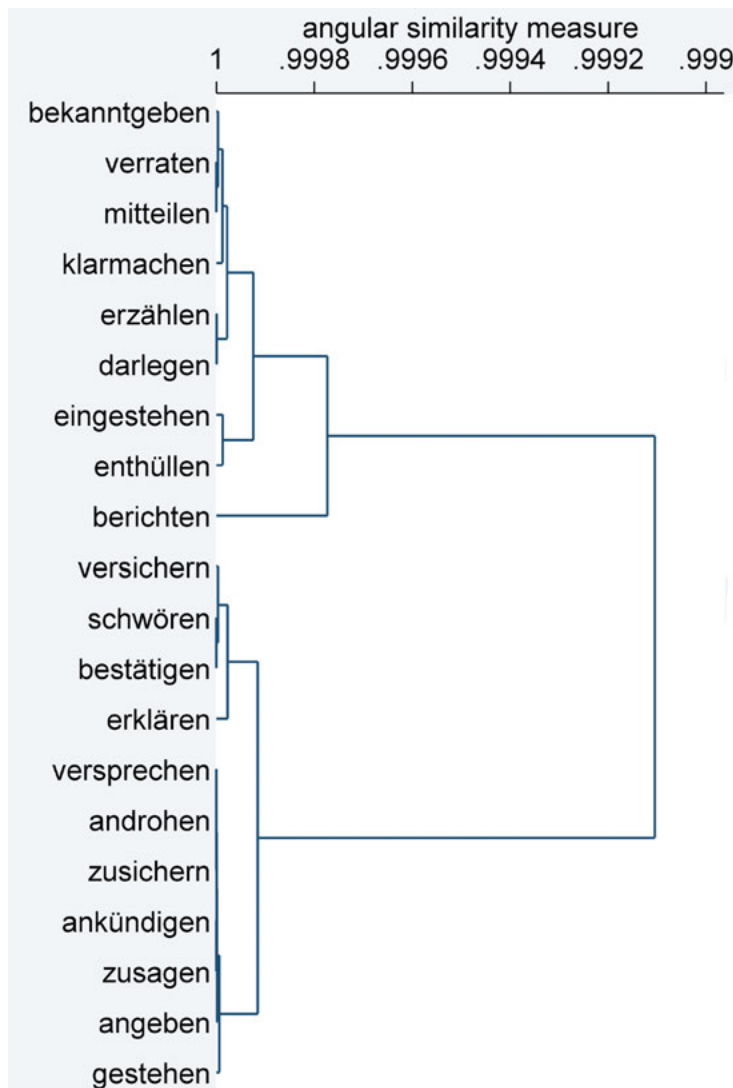 angular similarity measure
1 .9998 .9996 .9994 .9992 .999
bekanntgeben
verraten
mitteilen
klarmachen
erzählen
darlegen
eingestehen
enthüllen
berichten
versichern
schwören
bestätigen
erklären
versprechen
androhen
zusichern
ankündigen
zusagen
angeben
gestehen